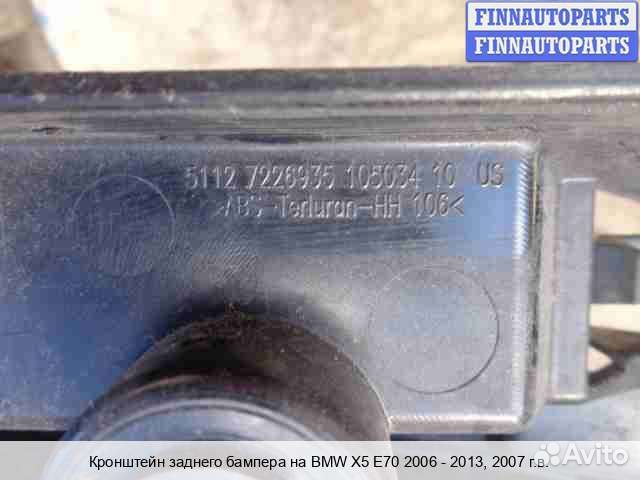 FINNAUTOPARTS
FINNAUTOPARTS
5112 7226935 105034 10 US
>ABS-Terluran-HH 106<
Кронштейн заднего бампера на BMW X5 E70 2006 - 2013, 2007 г.в.
Avito